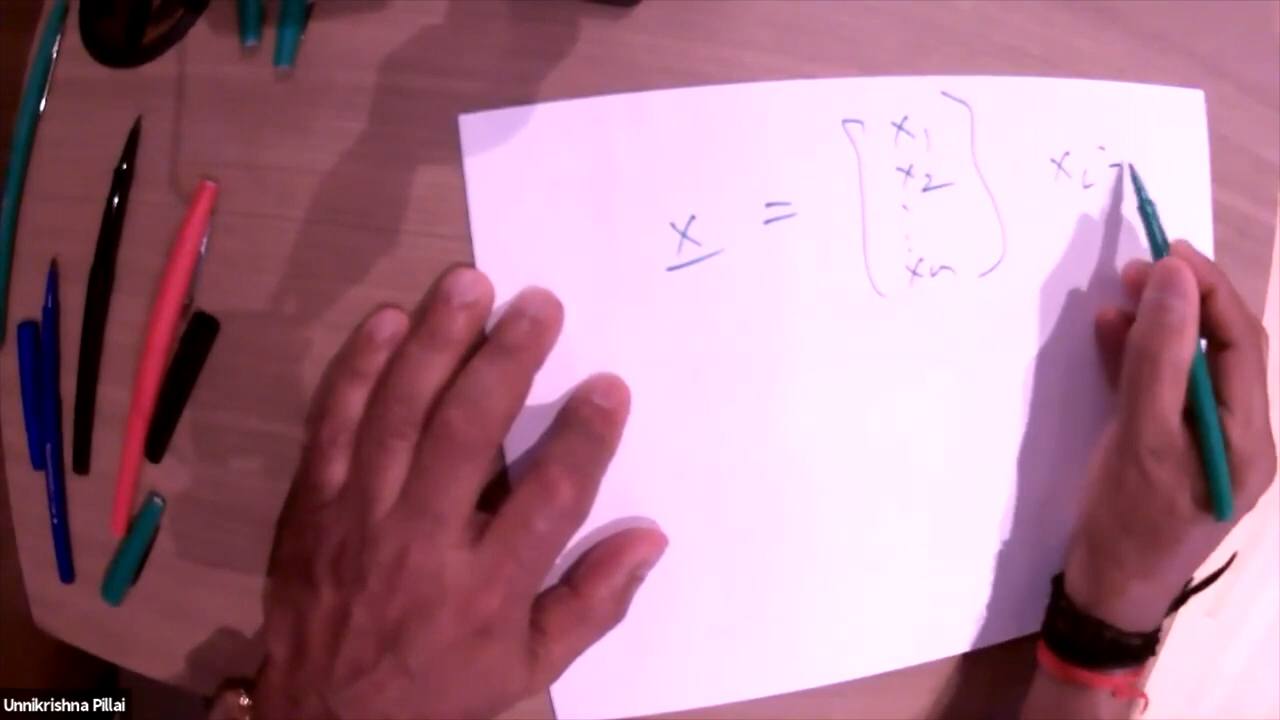 x = [x1
x2
⋮
xn] xi =
Unnikrishna Pillai